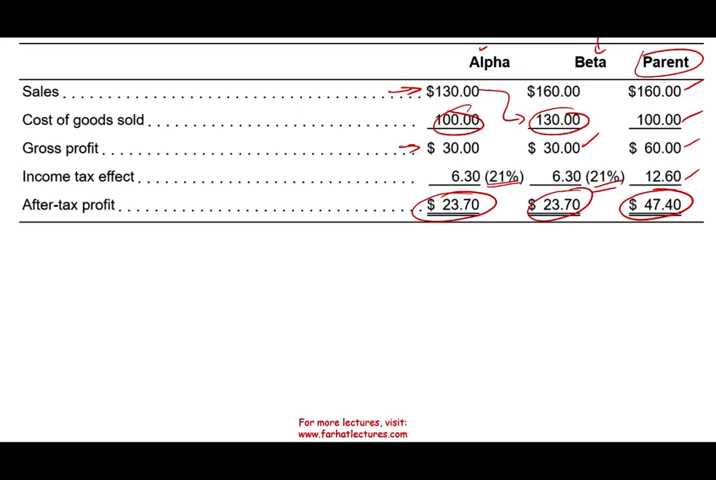 Alpha Beta Parent
Sales . . . . . . . . . . . . . . . . . . . . . . . . . . . . . . . . . . . . . . . . $130.00 $160.00 $160.00
Cost of goods sold . . . . . . . . . . . . . . . . . . . . . . . . . . . . . . 100.00 130.00 100.00
Gross profit . . . . . . . . . . . . . . . . . . . . . . . . . . . . . . . . . . . $ 30.00 $ 30.00 $ 60.00
Income tax effect . . . . . . . . . . . . . . . . . . . . . . . . . . . . . . . 6.30 (21%) 6.30 (21%) 12.60
After-tax profit . . . . . . . . . . . . . . . . . . . . . . . . . . . . . . . . . $ 23.70 $ 23.70 $ 47.40
For more lectures, visit:
www.farhatlectures.com